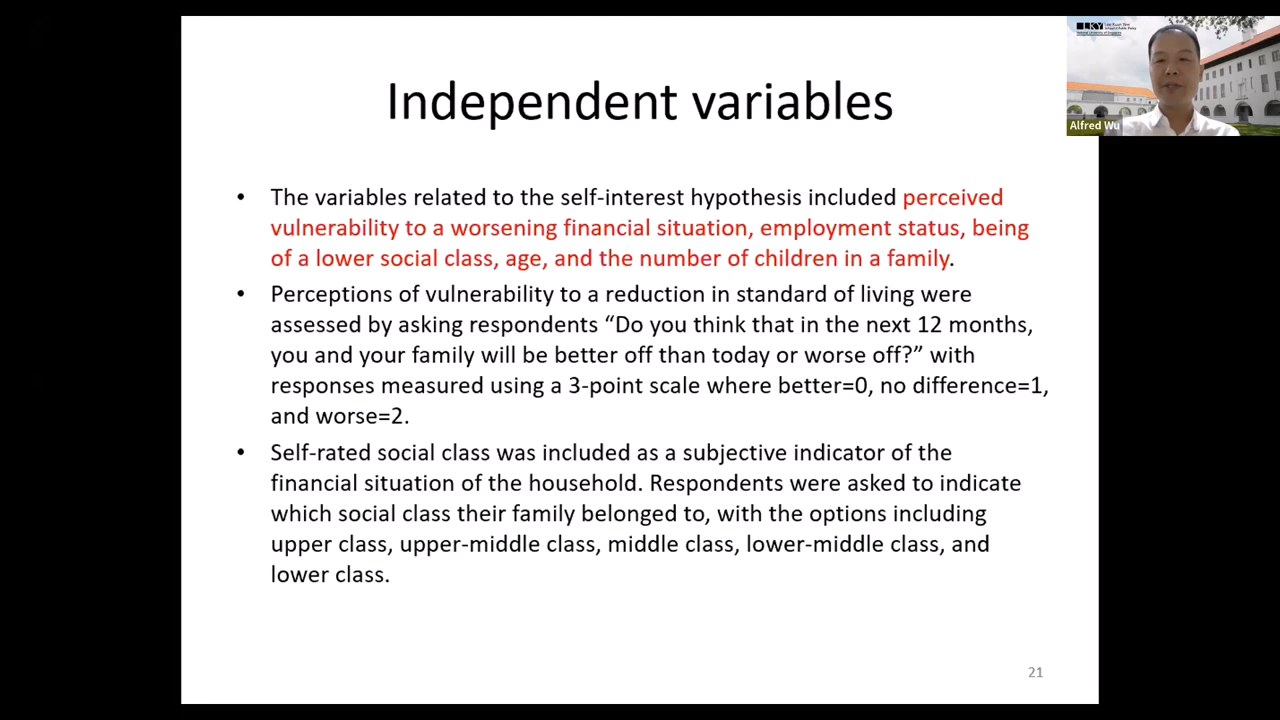 Independent variables
• The variables related to the self-interest hypothesis included perceived
vulnerability to a worsening financial situation, employment status, being
of a lower social class, age, and the number of children in a family.
• Perceptions of vulnerability to a reduction in standard of living were
assessed by asking respondents “Do you think that in the next 12 months,
you and your family will be better off than today or worse off?” with
responses measured using a 3-point scale where better=0, no difference=1,
and worse=2.
• Self-rated social class was included as a subjective indicator of the
financial situation of the household. Respondents were asked to indicate
which social class their family belonged to, with the options including
upper class, upper-middle class, middle class, lower-middle class, and
lower class.
21
LKY
Alfred Wu